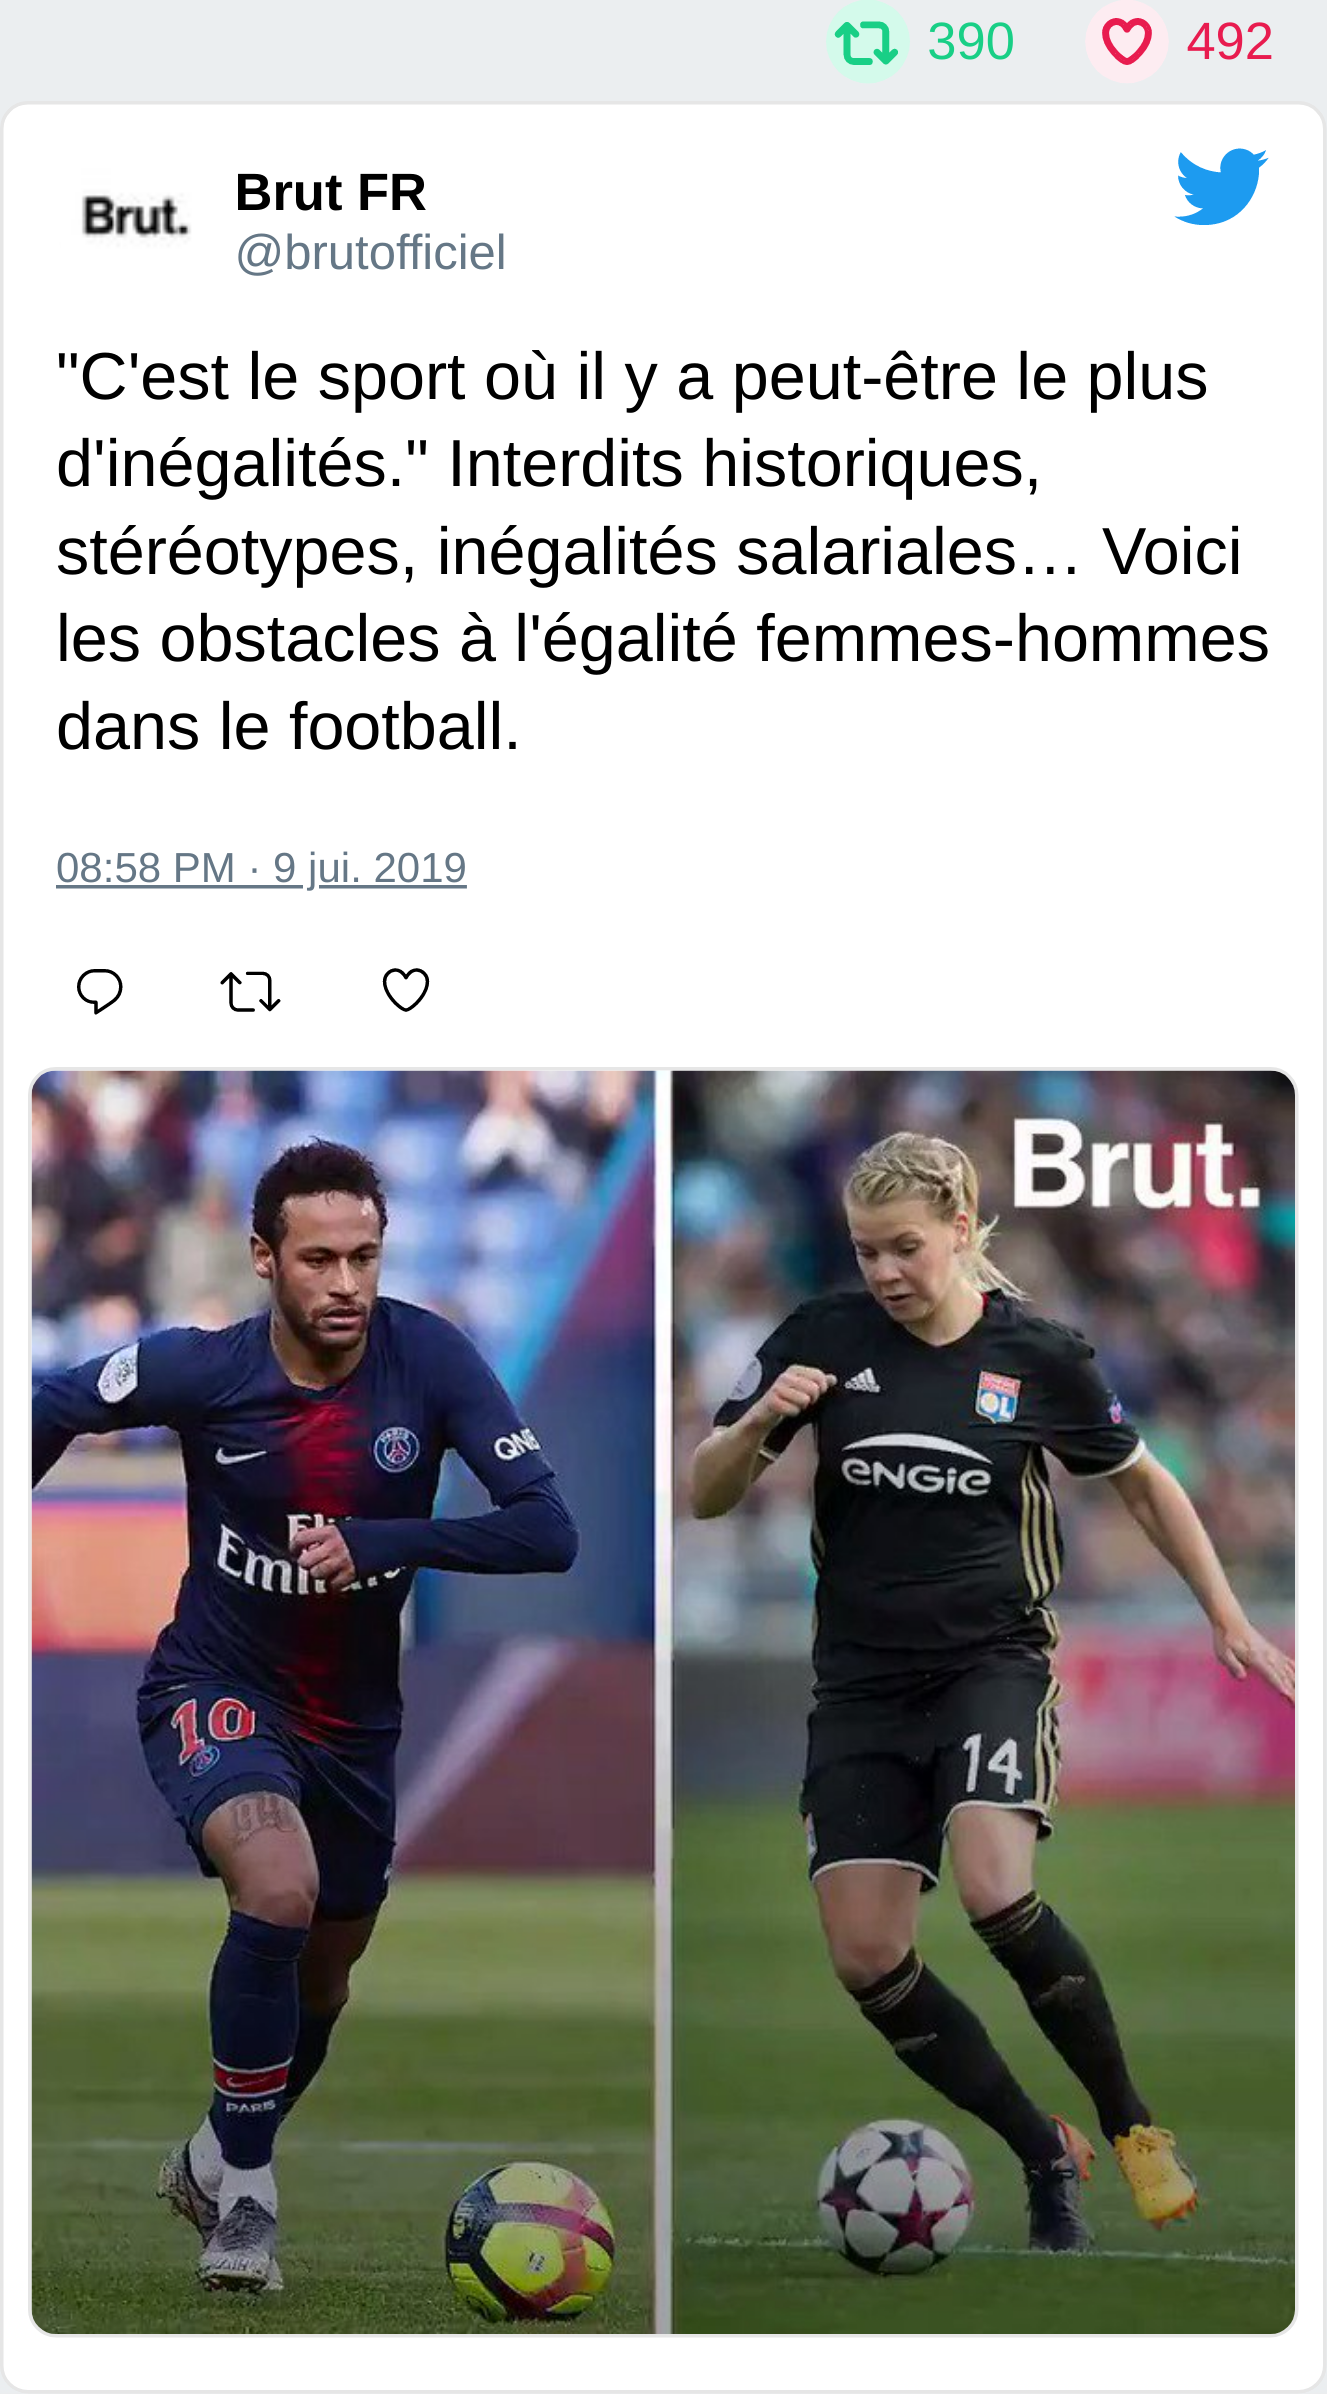 390 492
Brut.
Brut FR
@brutofficiel
"C'est le sport où il y a peut-être le plus
d'inégalités." Interdits historiques,
stéréotypes, inégalités salariales… Voici
les obstacles à l'égalité femmes-hommes
dans le football.
08:58 PM · 9 jui. 2019
Brut.
PARIS
QNB
10
PARIS
OL
ENGIE
14